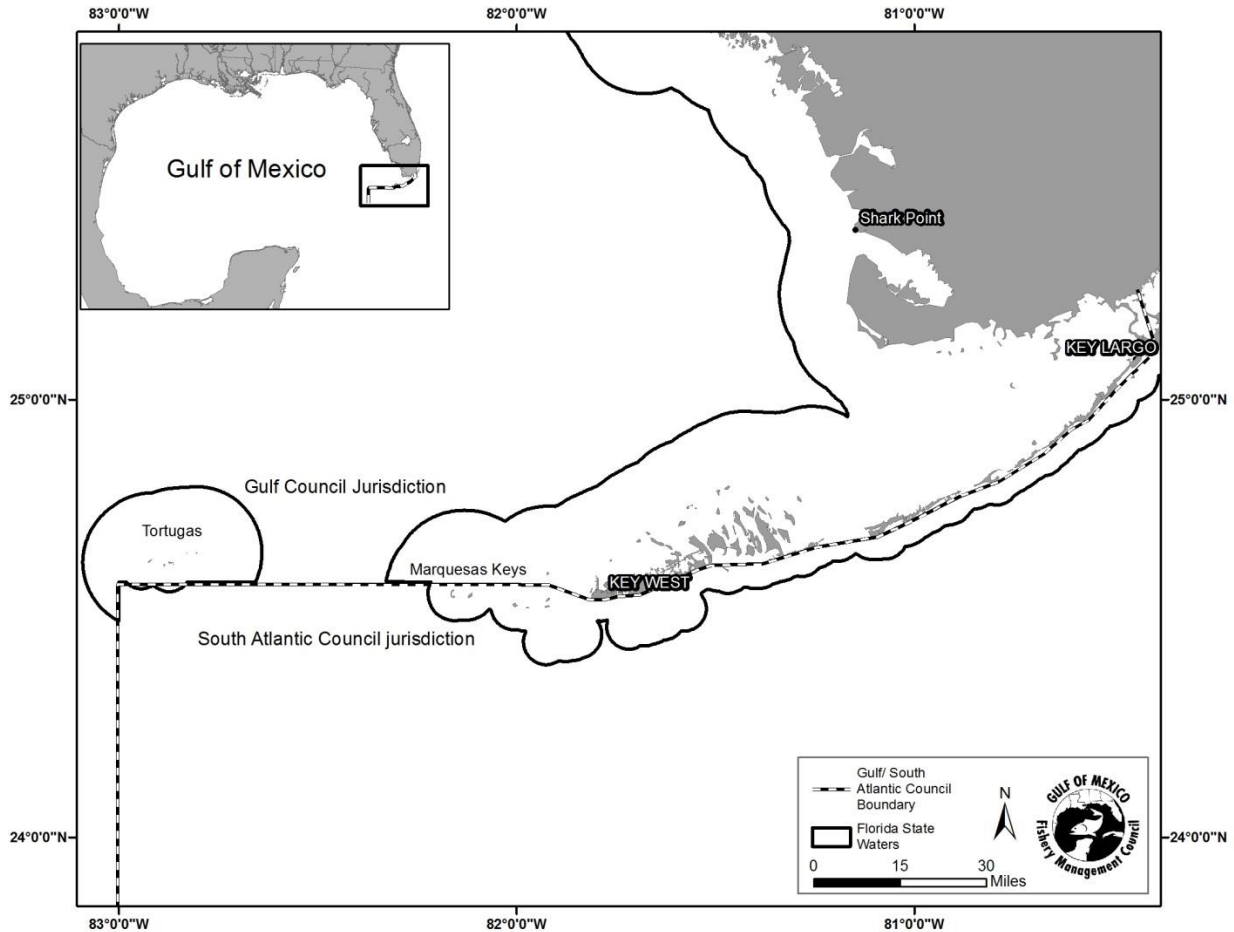 83°0'0"W
82°0'0"W
81°0'0"W
Gulf of Mexico
Shark Point
KEY LARGO
25°0'0"N
25°0'0"N
Gulf Council Jurisdiction
Tortugas
Marquesas Keys
KEY WEST
South Atlantic Council jurisdiction
Gulf/ South
Atlantic Council
Boundary
Florida State
Waters
N
0
15
30
Miles
GULF OF MEXICO
Fishery Management Council
24°0'0"N
24°0'0"N
83°0'0"W
82°0'0"W
81°0'0"W